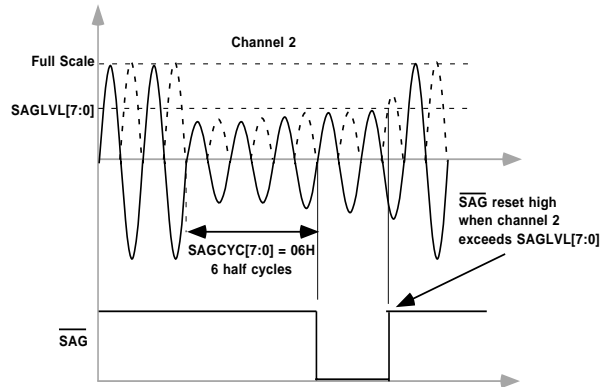 Channel 2
Full Scale
SAGLVL[7:0]
SAGCYC[7:0] = 06H
6 half cycles
SAG reset high
when channel 2
exceeds SAGLVL[7:0]
SAG